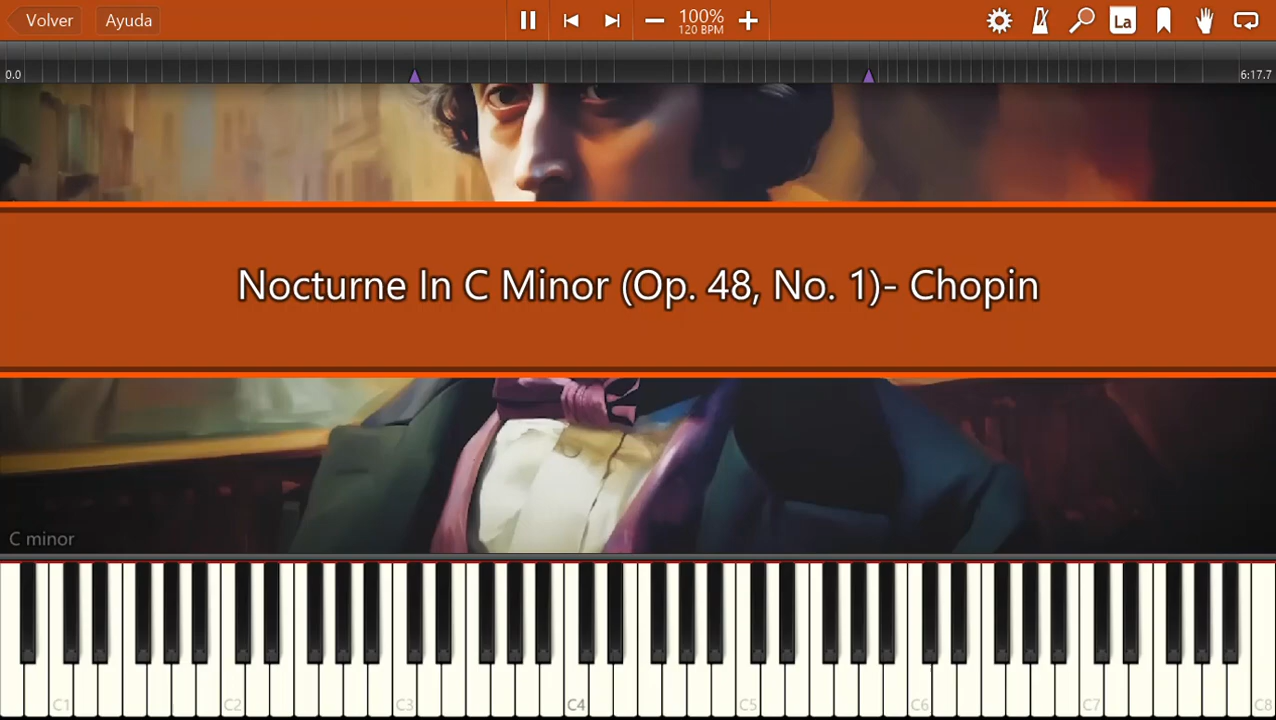 Volver
Ayuda
100%
120 BPM
La
0.0
6:17.7
Nocturne In C Minor (Op. 48, No. 1)- Chopin
C minor
C1 C2 C3 C4 C5 C6 C7 C8